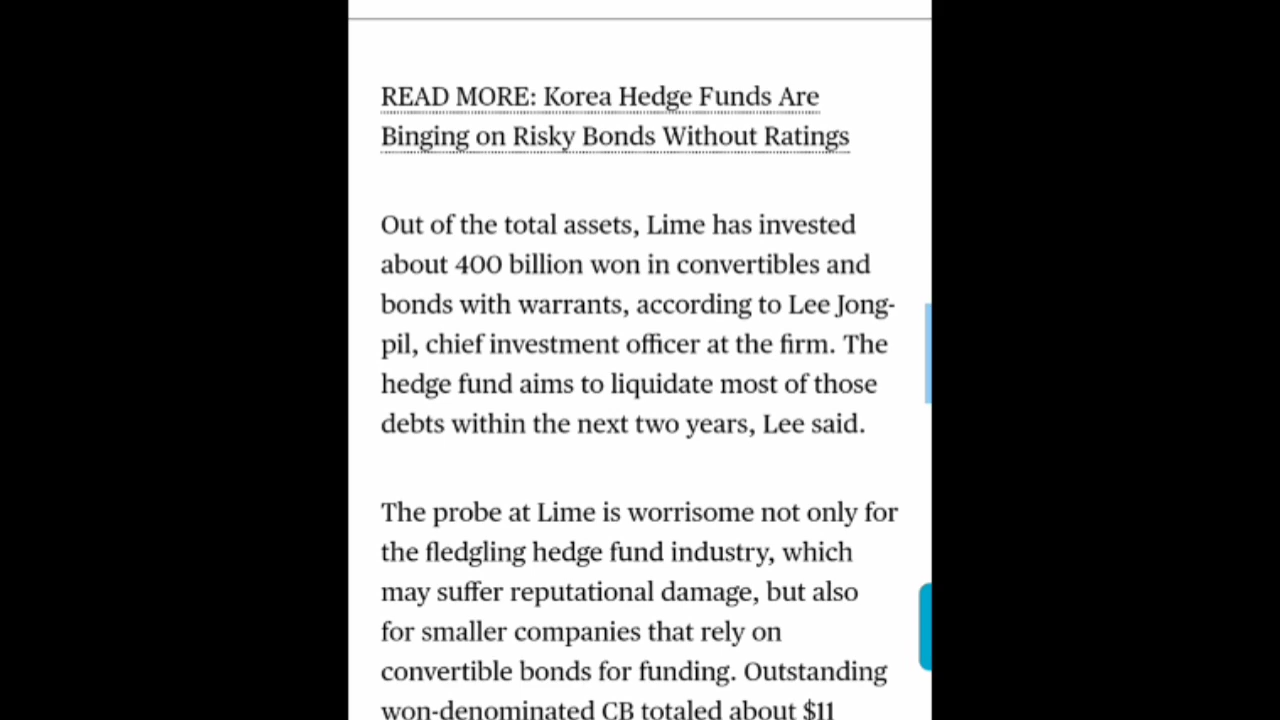 READ MORE: Korea Hedge Funds Are
Binging on Risky Bonds Without Ratings
Out of the total assets, Lime has invested
about 400 billion won in convertibles and
bonds with warrants, according to Lee Jong-
pil, chief investment officer at the firm. The
hedge fund aims to liquidate most of those
debts within the next two years, Lee said.
The probe at Lime is worrisome not only for
the fledgling hedge fund industry, which
may suffer reputational damage, but also
for smaller companies that rely on
convertible bonds for funding. Outstanding
won-denominated CB totaled about $11